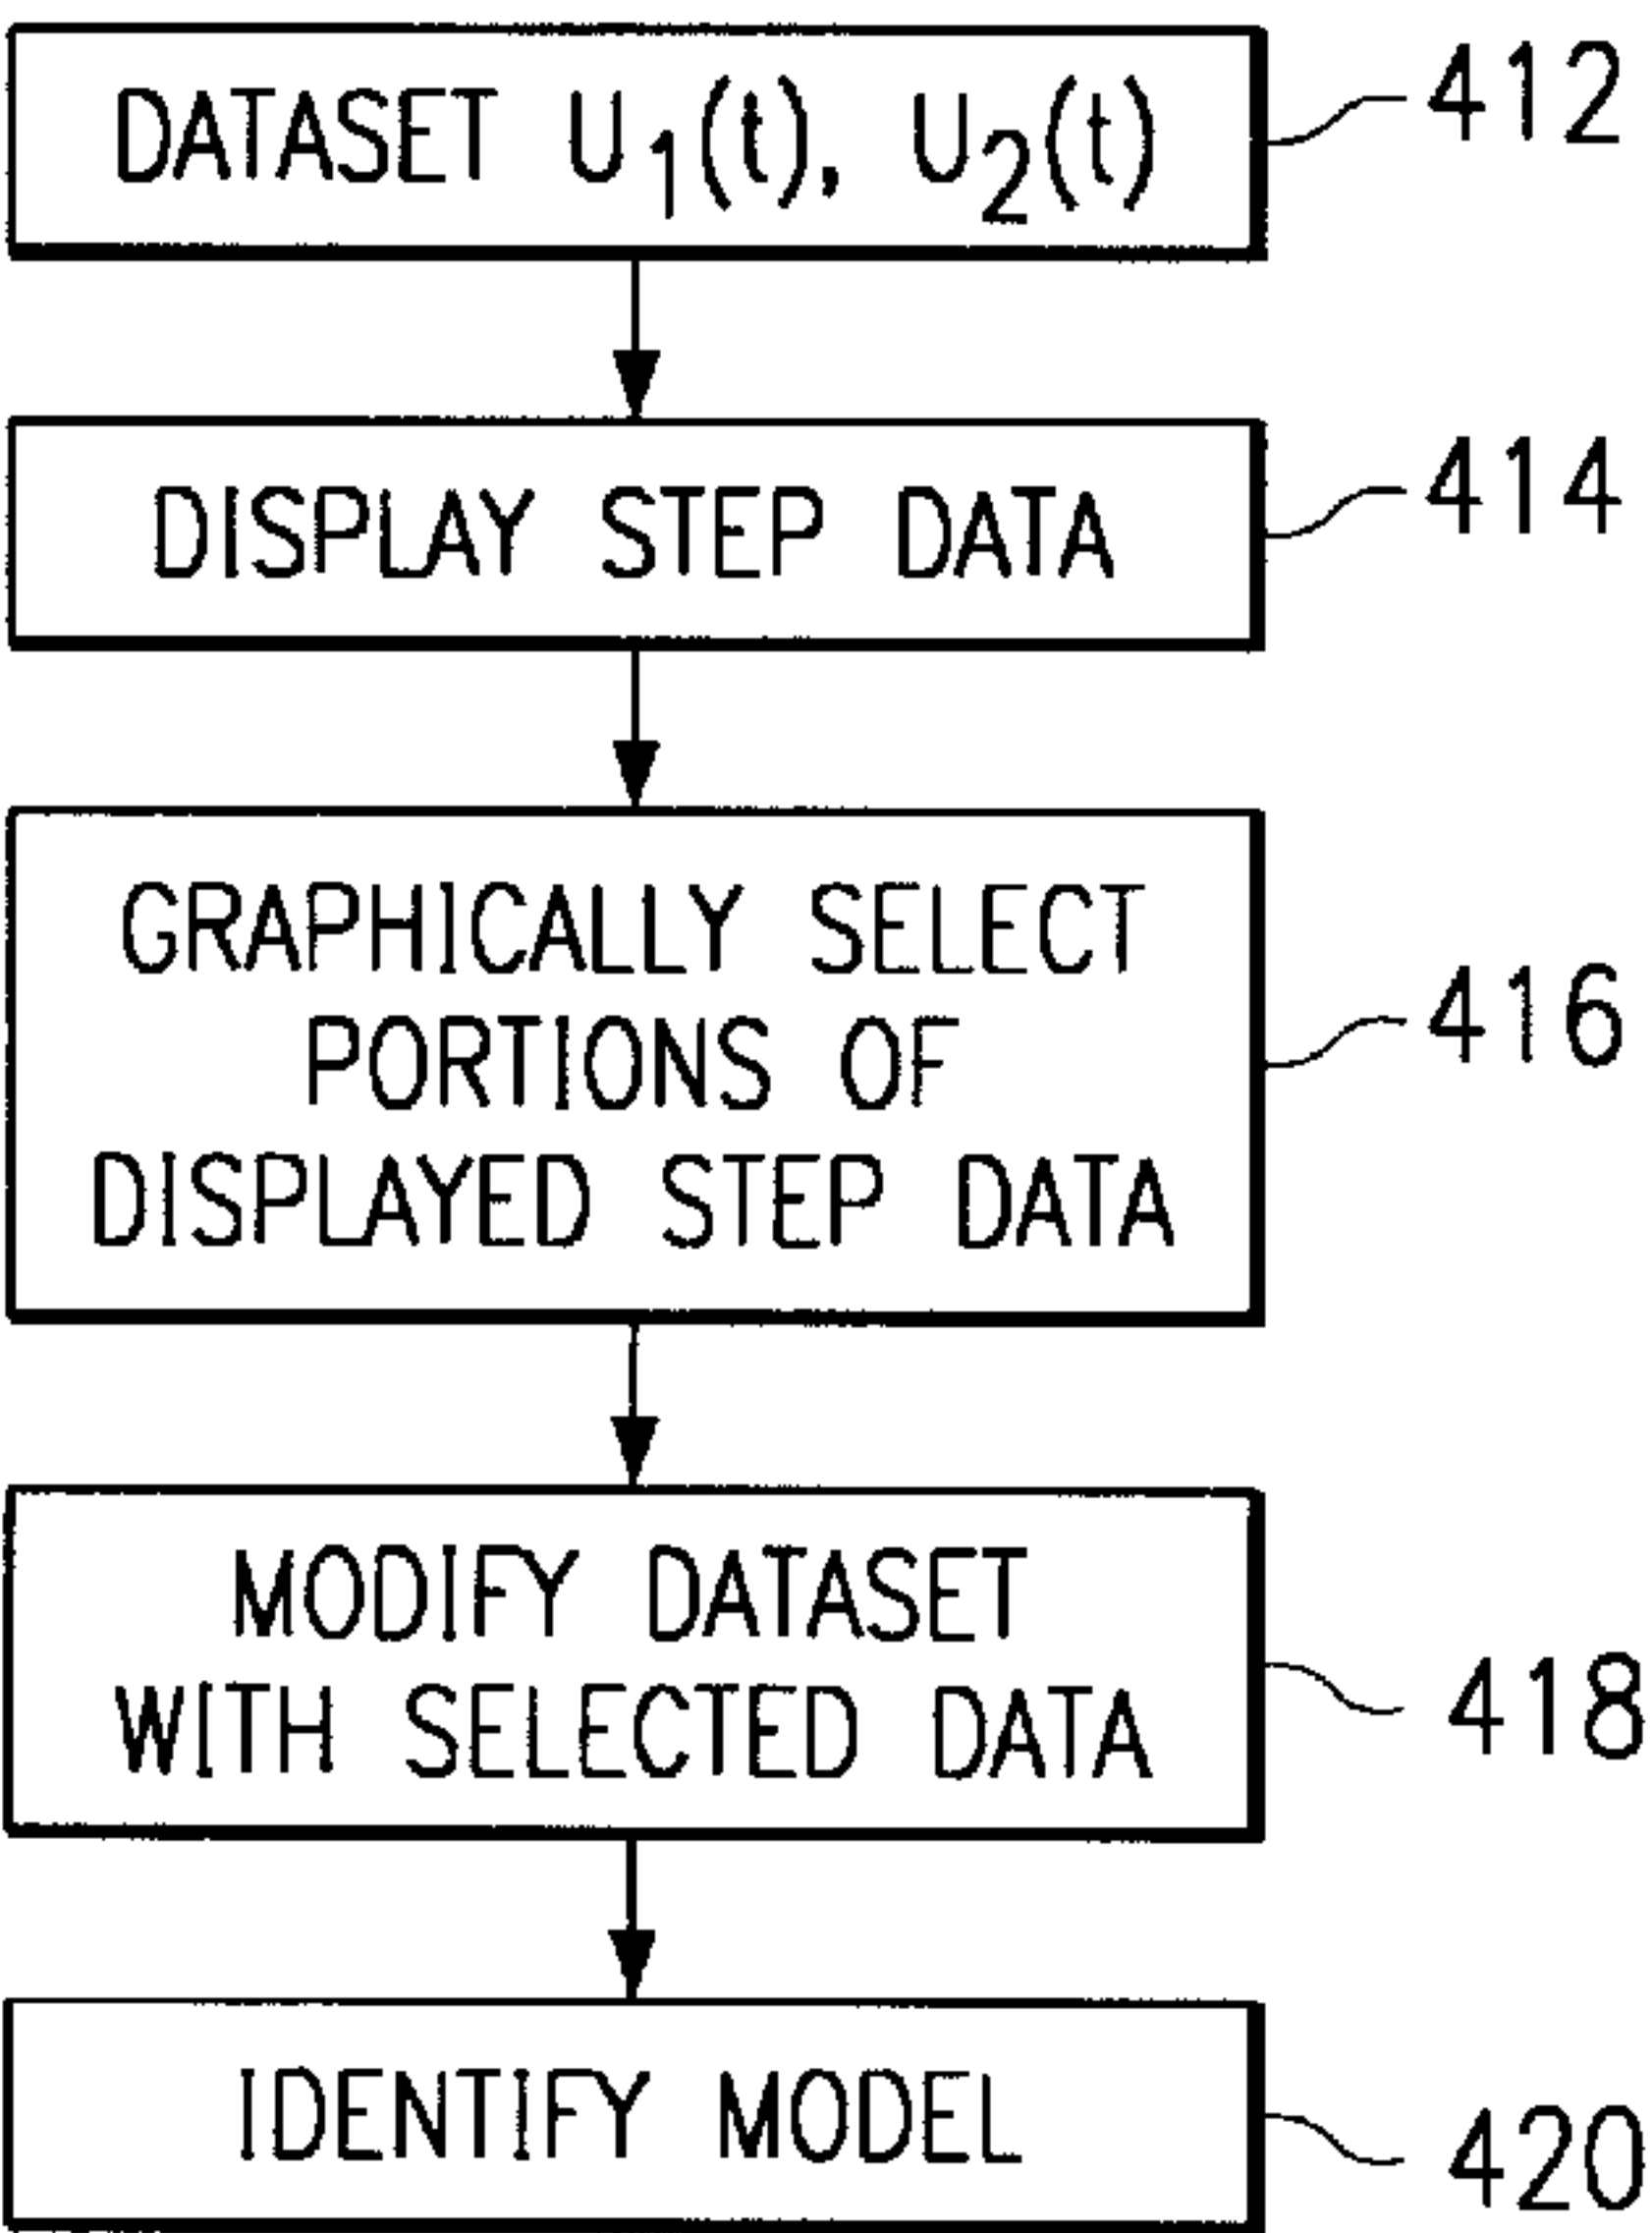 DATASET U₁(t), U₂(t)
412
DISPLAY STEP DATA
414
GRAPHICALLY SELECT
PORTIONS OF
DISPLAYED STEP DATA
416
MODIFY DATASET
WITH SELECTED DATA
418
IDENTIFY MODEL
420